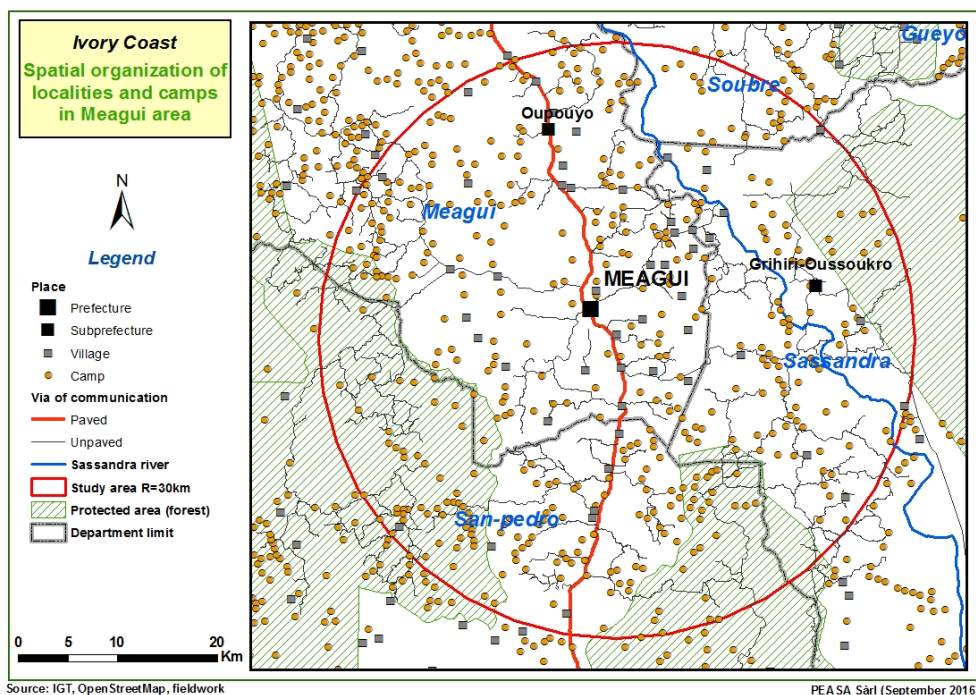 Ivory Coast
Spatial organization of
localities and camps
in Meagui area
N
Legend
Place
Prefecture
Subprefecture
Village
Camp
Via of communication
Paved
Unpaved
Sassandra river
Study area R=30km
Protected area (forest)
Department limit
0 5 10 20
Km
Gueyo
Soubre
Oupouyo
Meagui
Grihiri-Oussoukro
MEAGUI
Sassandra
San-pedro
Source: IGT, OpenStreetMap, fieldwork
PEASA Sàrl (September 2016